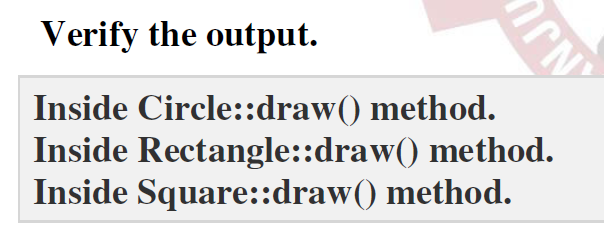 Verify the output.
Inside Circle::draw() method.
Inside Rectangle::draw() method.
Inside Square::draw() method.